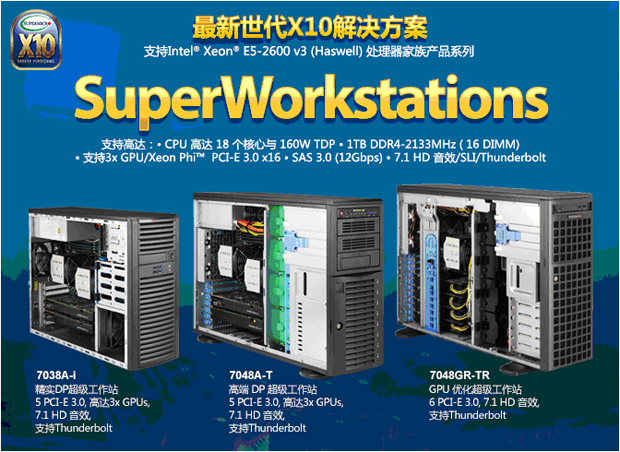 SUPERMICRO
X10
SERVER PLATFORMS
最新世代X10解决方案
支持Intel® Xeon® E5-2600 v3 (Haswell) 处理器家族产品系列
SuperWorkstations
支持高达：• CPU 高达 18 个核心与 160W TDP • 1TB DDR4-2133MHz ( 16 DIMM)
• 支持3x GPU/Xeon Phi™ PCI-E 3.0 x16 • SAS 3.0 (12Gbps) • 7.1 HD 音效/SLI/Thunderbolt
7038A-i
精实DP超级工作站
5 PCI-E 3.0, 高达3x GPUs,
7.1 HD 音效,
支持Thunderbolt
7048A-T
高端 DP 超级工作站
5 PCI-E 3.0, 高达3x GPUs,
7.1 HD 音效,
支持Thunderbolt
7048GR-TR
GPU 优化超级工作站
6 PCI-E 3.0, 7.1 HD 音效,
支持Thunderbolt